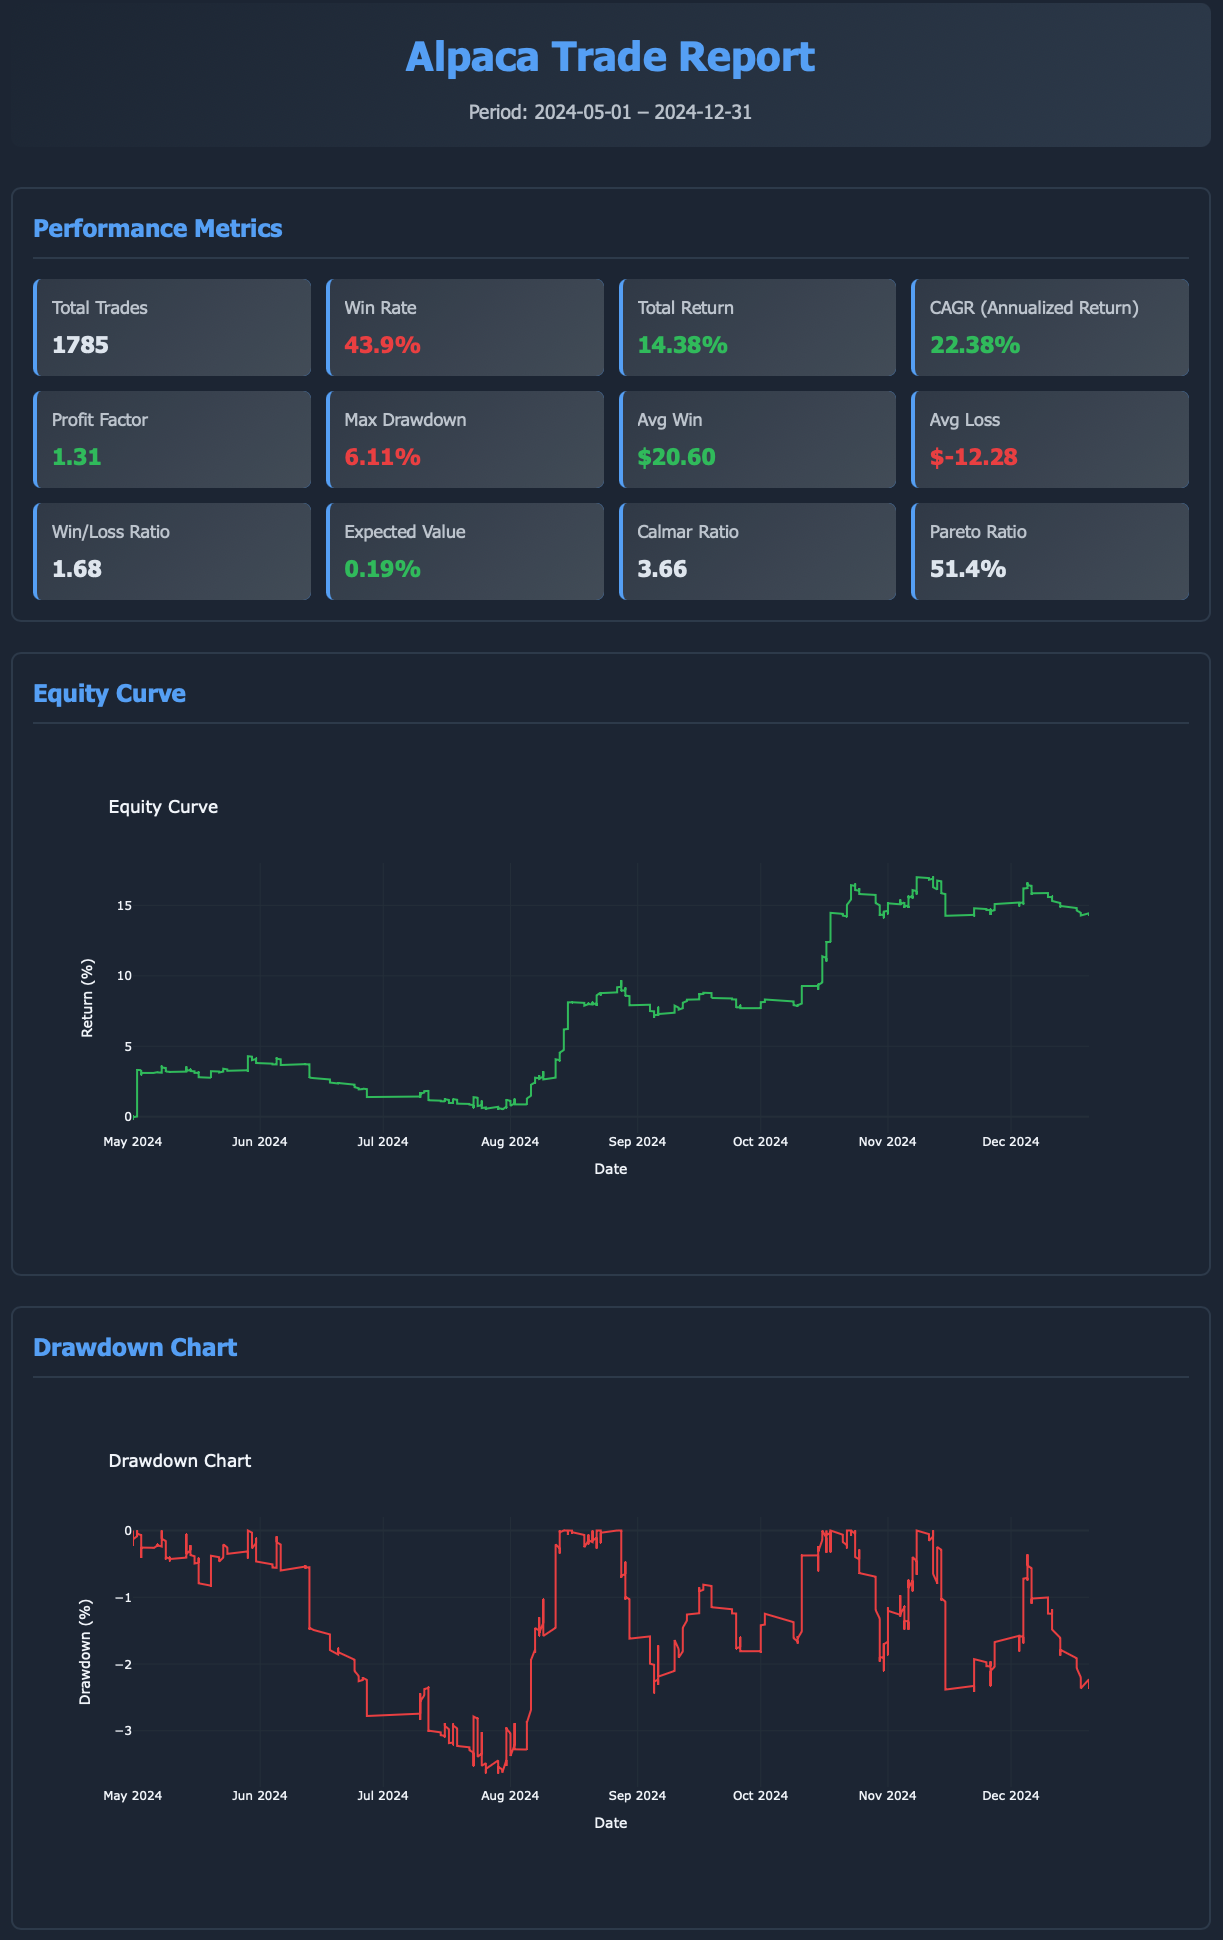 Alpaca Trade Report
Period: 2024-05-01 – 2024-12-31
Performance Metrics
Total Trades
1785
Win Rate
43.9%
Total Return
14.38%
CAGR (Annualized Return)
22.38%
Profit Factor
1.31
Max Drawdown
6.11%
Avg Win
$20.60
Avg Loss
$-12.28
Win/Loss Ratio
1.68
Expected Value
0.19%
Calmar Ratio
3.66
Pareto Ratio
51.4%
Equity Curve
Equity Curve
Return (%)
15
10
5
0
May 2024 Jun 2024 Jul 2024 Aug 2024 Sep 2024 Oct 2024 Nov 2024 Dec 2024
Date
Drawdown Chart
Drawdown Chart
Drawdown (%)
0
−1
−2
−3
May 2024 Jun 2024 Jul 2024 Aug 2024 Sep 2024 Oct 2024 Nov 2024 Dec 2024
Date